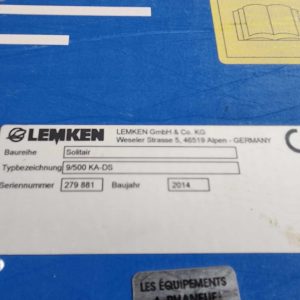 LEMKEN
LEMKEN GmbH & Co. KG
Weseler Strasse 5, 46519 Alpen - GERMANY
Baureihe Solitair
Typbezeichnung 9/500 KA-DS
Seriennummer 279 881 Baujahr 2014
LES ÉQUIPEMENTS